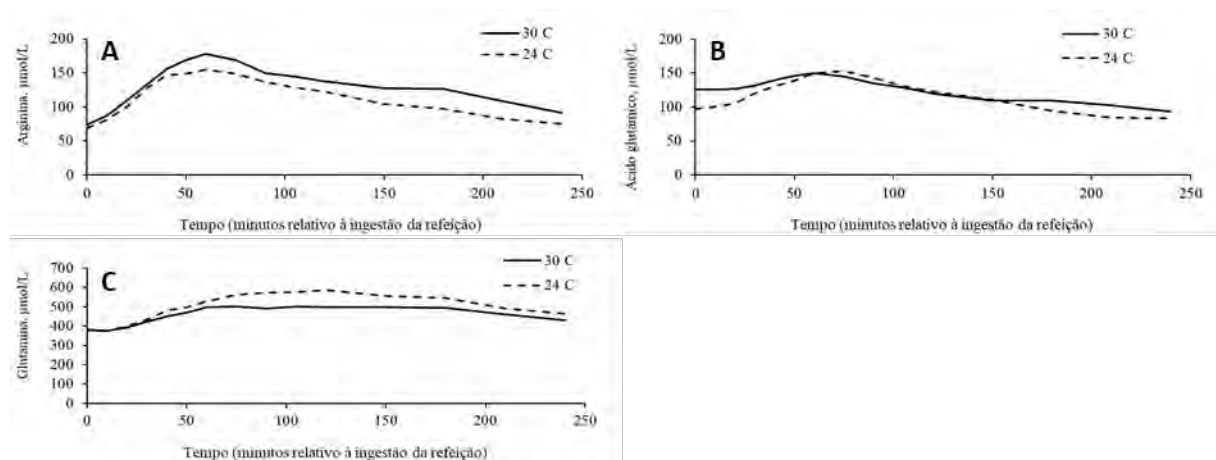 A
30 C
24 C
Arginina, µmol/L
200
150
100
50
0
0 50 100 150 200 250
Tempo (minutos relativo à ingestão da refeição)
B
30 C
24 C
Ácido glutâmico, µmol/L
200
150
100
50
0
0 50 100 150 200 250
Tempo (minutos relativo à ingestão da refeição)
C
30 C
24 C
Glutamina, µmol/L
700
600
500
400
300
200
100
0
0 50 100 150 200 250
Tempo (minutos relativo à ingestão da refeição)